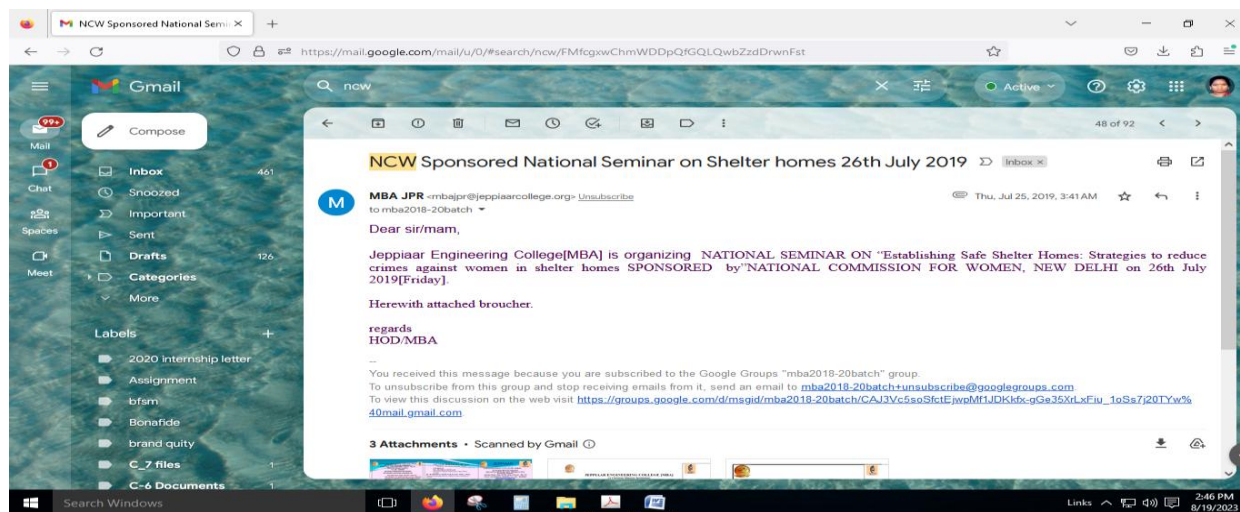 NCW Sponsored National Semi
https://mail.google.com/mail/u/0/#search/ncw/FMfcgxwChmWDDpQfGQLQwbZzdDrwnFst
Gmail
ncw
Active
Compose
48 of 92
99+
Mail
1
Chat
Spaces
Meet
Inbox 461
Snoozed
Important
Sent
Drafts 126
Categories
More
Labels
2020 internship letter
Assignment
bfsm
Bonafide
brand quity
C_7 files 1
C-6 Documents 1
NCW Sponsored National Seminar on Shelter homes 26th July 2019 Inbox ×
M
MBA JPR <mbajpr@jeppiaarcollege.org> Unsubscribe
Thu, Jul 25, 2019, 3:41 AM
to mba2018-20batch
Dear sir/mam,
Jeppiaar Engineering College[MBA] is organizing NATIONAL SEMINAR ON "Establishing Safe Shelter Homes: Strategies to reduce
crimes against women in shelter homes SPONSORED by"NATIONAL COMMISSION FOR WOMEN, NEW DELHI on 26th July
2019[Friday].
Herewith attached broucher.
regards
HOD/MBA
--
You received this message because you are subscribed to the Google Groups "mba2018-20batch" group.
To unsubscribe from this group and stop receiving emails from it, send an email to mba2018-20batch+unsubscribe@googlegroups.com.
To view this discussion on the web visit https://groups.google.com/d/msgid/mba2018-20batch/CAJ3Vc5soSfctEjwpMf1JDKkfx-gGe35XrLxFiu_1oSs7j20TYw%
40mail.gmail.com.
3 Attachments • Scanned by Gmail
JEPPIAAR ENGINEERING COLLEGE (MBA)
Search Windows
Links
2:46 PM
8/19/2023